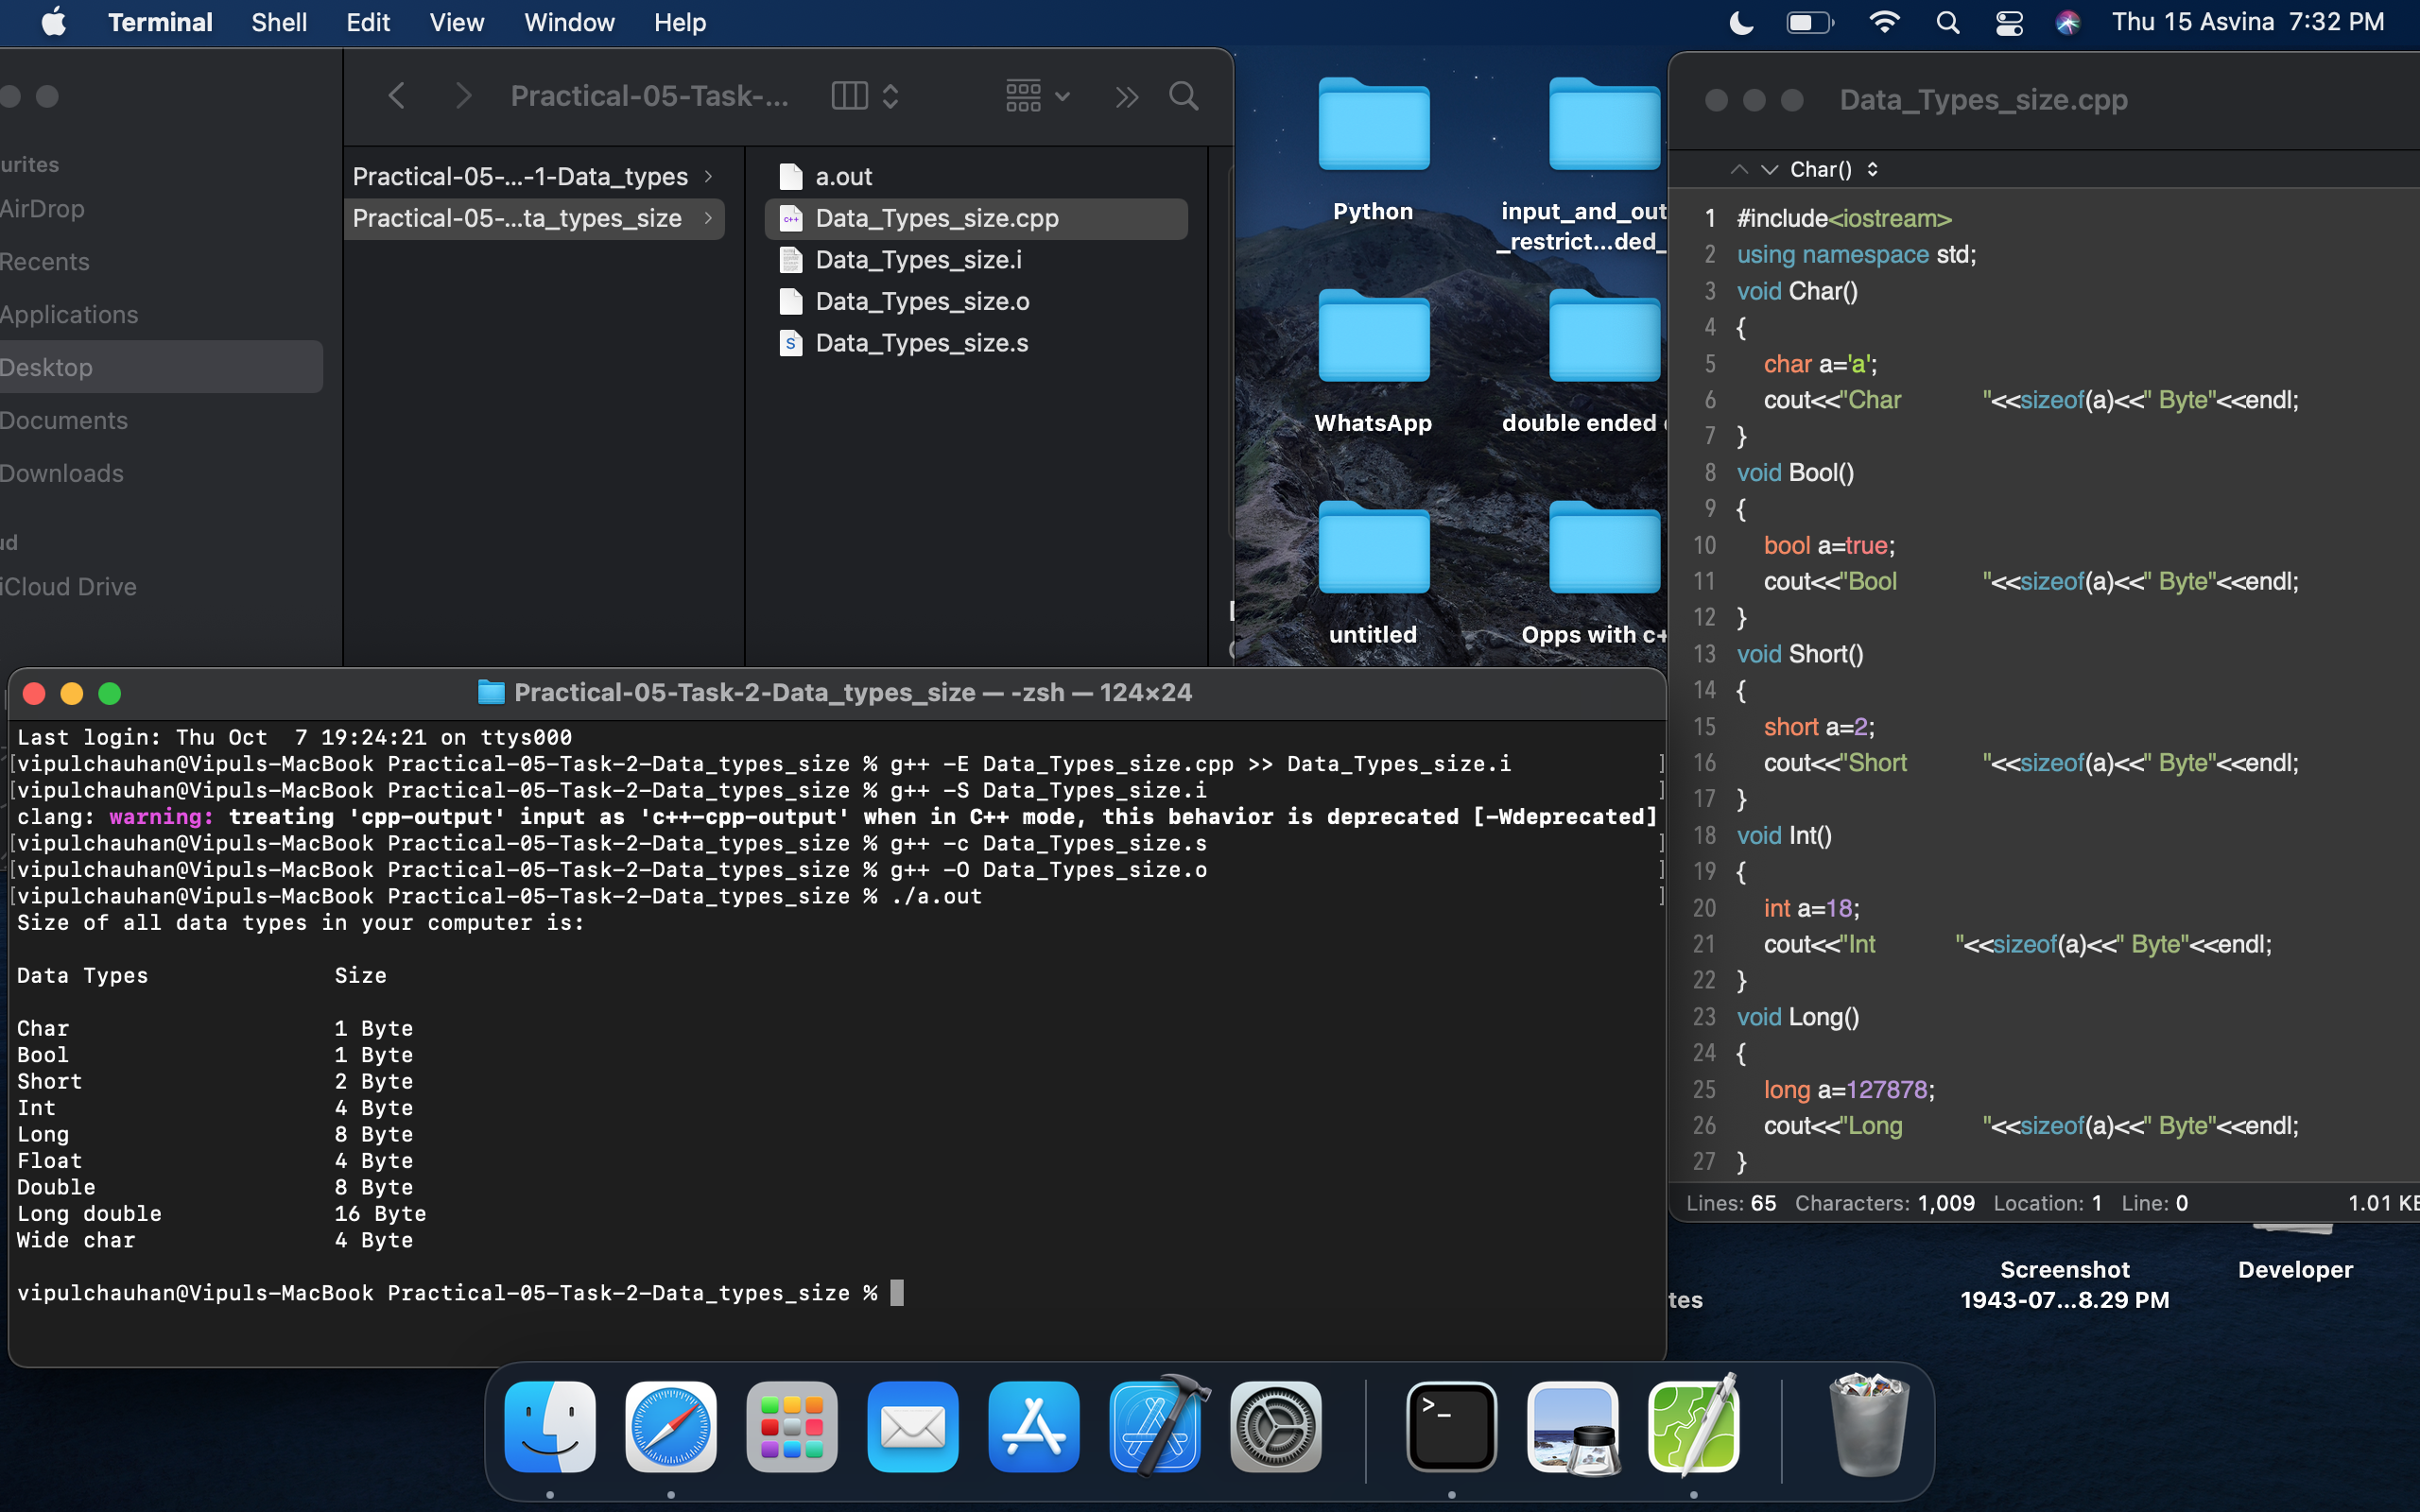 Terminal Shell Edit View Window Help Thu 15 Asvina 7:32 PM
Practical-05-Task-...
urites
AirDrop
Recents
Applications
Desktop
Documents
Downloads
ud
iCloud Drive
Practical-05-...-1-Data_types
Practical-05-...ta_types_size
a.out
Data_Types_size.cpp
Data_Types_size.i
Data_Types_size.o
Data_Types_size.s
Python
input_and_out
_restrict...ded_
WhatsApp
double ended
untitled
Opps with c+
Data_Types_size.cpp
Char()
1 #include<iostream>
2 using namespace std;
3 void Char()
4 {
5 char a='a';
6 cout<<"Char "<<sizeof(a)<<" Byte"<<endl;
7 }
8 void Bool()
9 {
10 bool a=true;
11 cout<<"Bool "<<sizeof(a)<<" Byte"<<endl;
12 }
13 void Short()
14 {
15 short a=2;
16 cout<<"Short "<<sizeof(a)<<" Byte"<<endl;
17 }
18 void Int()
19 {
20 int a=18;
21 cout<<"Int "<<sizeof(a)<<" Byte"<<endl;
22 }
23 void Long()
24 {
25 long a=127878;
26 cout<<"Long "<<sizeof(a)<<" Byte"<<endl;
27 }
Lines: 65 Characters: 1,009 Location: 1 Line: 0 1.01 KB
Practical-05-Task-2-Data_types_size — -zsh — 124×24
Last login: Thu Oct  7 19:24:21 on ttys000
[vipulchauhan@Vipuls-MacBook Practical-05-Task-2-Data_types_size % g++ -E Data_Types_size.cpp >> Data_Types_size.i ]
[vipulchauhan@Vipuls-MacBook Practical-05-Task-2-Data_types_size % g++ -S Data_Types_size.i ]
clang: warning: treating 'cpp-output' input as 'c++-cpp-output' when in C++ mode, this behavior is deprecated [-Wdeprecated]
[vipulchauhan@Vipuls-MacBook Practical-05-Task-2-Data_types_size % g++ -c Data_Types_size.s ]
[vipulchauhan@Vipuls-MacBook Practical-05-Task-2-Data_types_size % g++ -O Data_Types_size.o ]
[vipulchauhan@Vipuls-MacBook Practical-05-Task-2-Data_types_size % ./a.out ]
Size of all data types in your computer is:
Data Types Size
Char 1 Byte
Bool 1 Byte
Short 2 Byte
Int 4 Byte
Long 8 Byte
Float 4 Byte
Double 8 Byte
Long double 16 Byte
Wide char 4 Byte
vipulchauhan@Vipuls-MacBook Practical-05-Task-2-Data_types_size %
tes
Screenshot
1943-07...8.29 PM
Developer